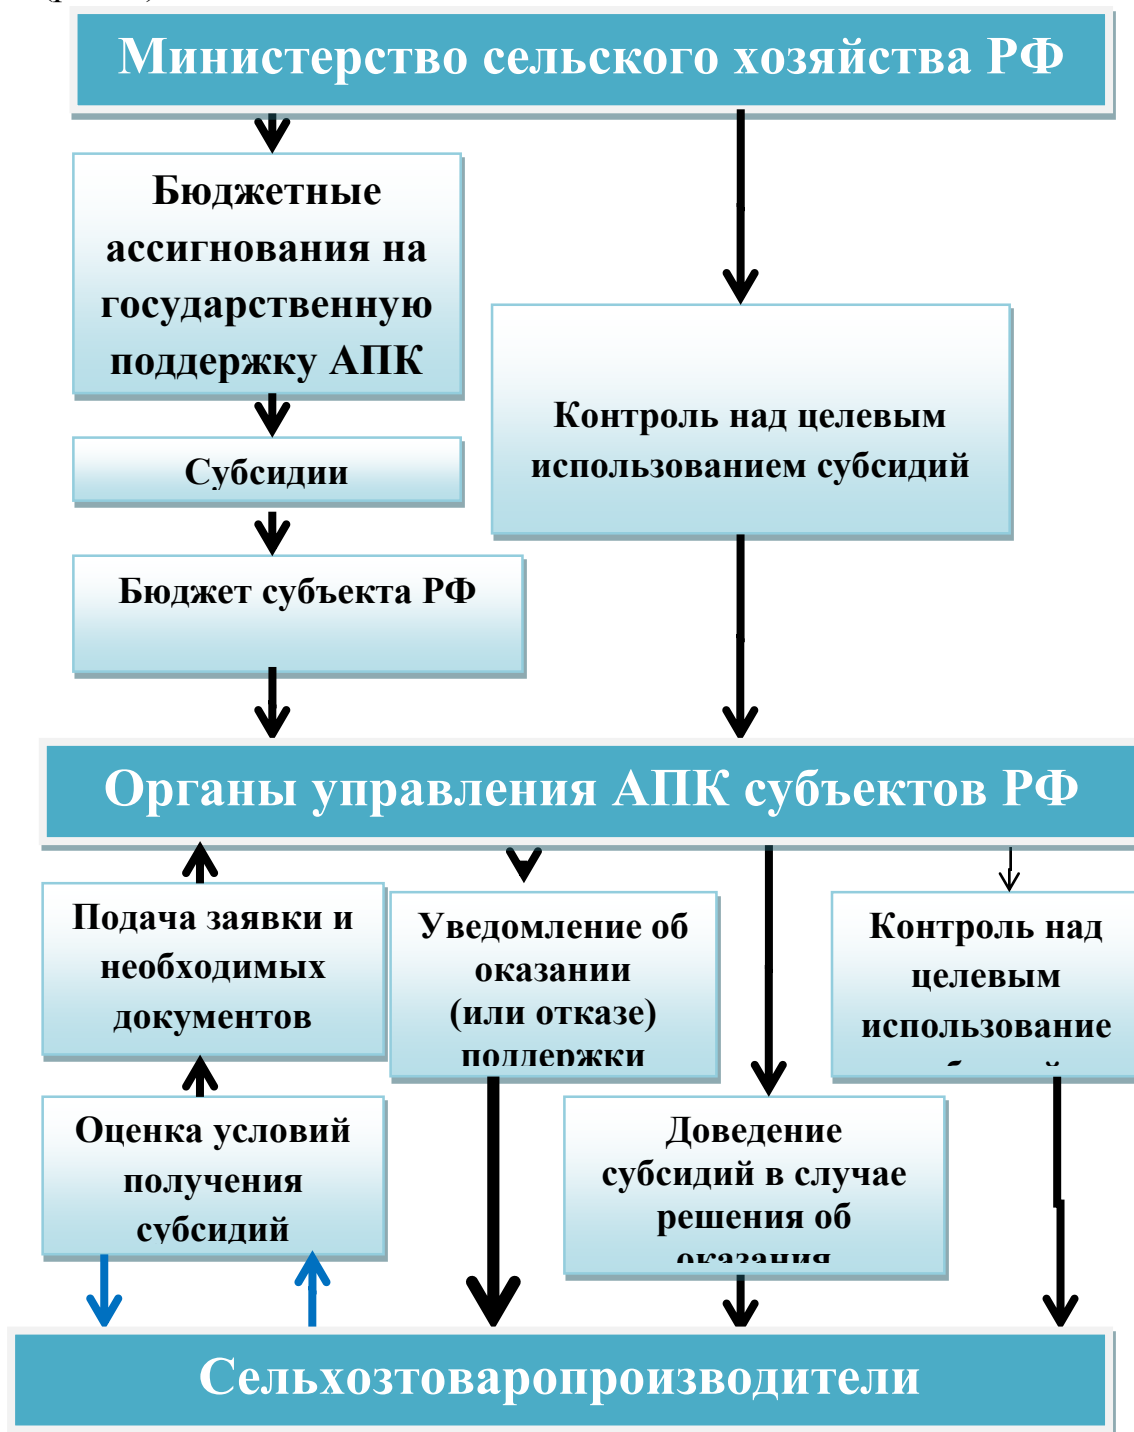 Министерство сельского хозяйства РФ
Бюджетные
ассигнования на
государственную
поддержку АПК
Контроль над целевым
использованием субсидий
Субсидии
Бюджет субъекта РФ
Органы управления АПК субъектов РФ
Подача заявки и
необходимых
документов
Уведомление об
оказании
(или отказе)
поддержки
Контроль над
целевым
использование
Оценка условий
получения
субсидий
Доведение
субсидий в случае
решения об
оказания
Сельхозтоваропроизводители